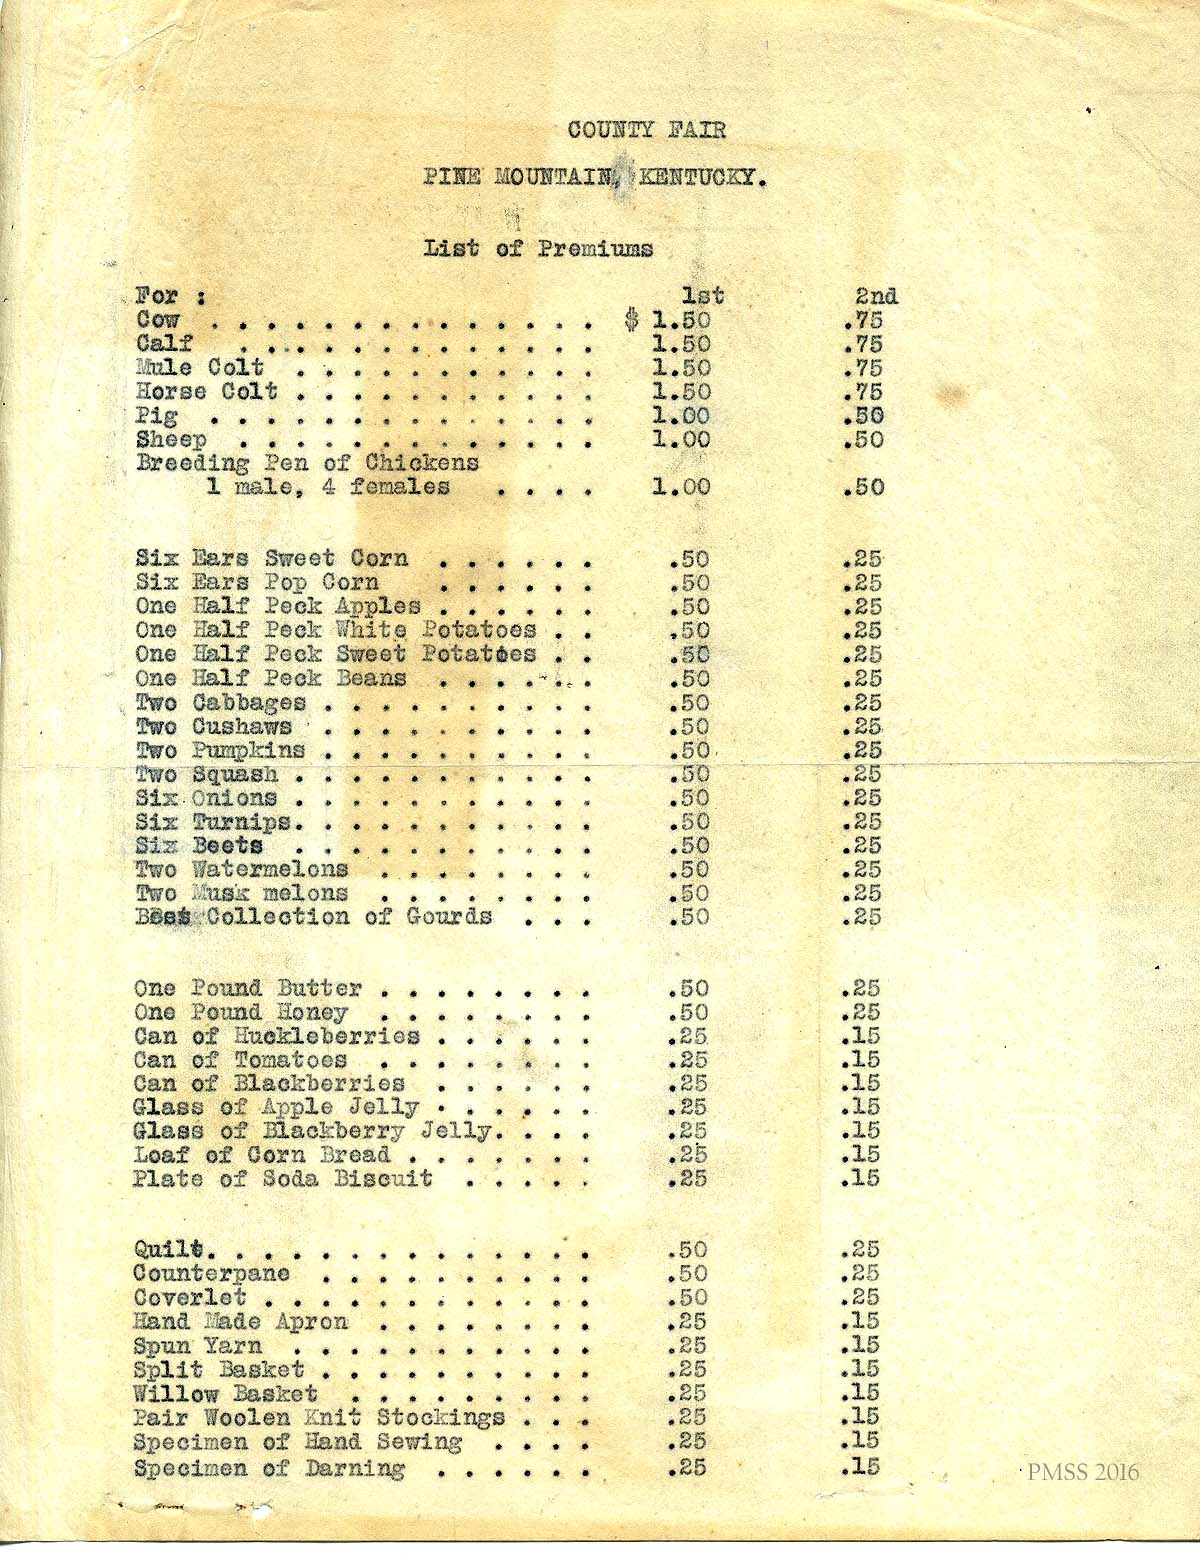 COUNTY FAIR
PINE MOUNTAIN, KENTUCKY.
List of Premiums
For : 1st 2nd
Cow . . . . . . . . . . . . . . $ 1.50 .75
Calf . . . . . . . . . . . . . 1.50 .75
Mule Colt . . . . . . . . . . . 1.50 .75
Horse Colt . . . . . . . . . . . 1.50 .75
Pig . . . . . . . . . . . . . . 1.00 .50
Sheep . . . . . . . . . . . . . 1.00 .50
Breeding Pen of Chickens
1 male, 4 females . . . . 1.00 .50
Six Ears Sweet Corn . . . . . . .50 .25
Six Ears Pop Corn . . . . . . .50 .25
One Half Peck Apples . . . . . . .50 .25
One Half Peck White Potatoes . . .50 .25
One Half Peck Sweet Potatoes . . .50 .25
One Half Peck Beans . . . . . . .50 .25
Two Cabbages . . . . . . . . . . .50 .25
Two Cushaws . . . . . . . . . . .50 .25
Two Pumpkins . . . . . . . . . . .50 .25
Two Squash . . . . . . . . . . . .50 .25
Six Onions . . . . . . . . . . . .50 .25
Six Turnips. . . . . . . . . . . .50 .25
Six Beets . . . . . . . . . . . .50 .25
Two Watermelons . . . . . . . . .50 .25
Two Musk melons . . . . . . . . .50 .25
Best Collection of Gourds . . . .50 .25
One Pound Butter . . . . . . . . .50 .25
One Pound Honey . . . . . . . . .50 .25
Can of Huckleberries . . . . . . .25 .15
Can of Tomatoes . . . . . . . . .25 .15
Can of Blackberries . . . . . . .25 .15
Glass of Apple Jelly . . . . . . .25 .15
Glass of Blackberry Jelly. . . . .25 .15
Loaf of Corn Bread . . . . . . . .25 .15
Plate of Soda Biscuit . . . . . .25 .15
Quilt. . . . . . . . . . . . . . .50 .25
Counterpane . . . . . . . . . . .50 .25
Coverlet . . . . . . . . . . . . .50 .25
Hand Made Apron . . . . . . . . .25 .15
Spun Yarn . . . . . . . . . . . .25 .15
Split Basket . . . . . . . . . . .25 .15
Willow Basket . . . . . . . . . .25 .15
Pair Woolen Knit Stockings . . . .25 .15
Specimen of Hand Sewing . . . . .25 .15
Specimen of Darning . . . . . . .25 .15
PMSS 2016